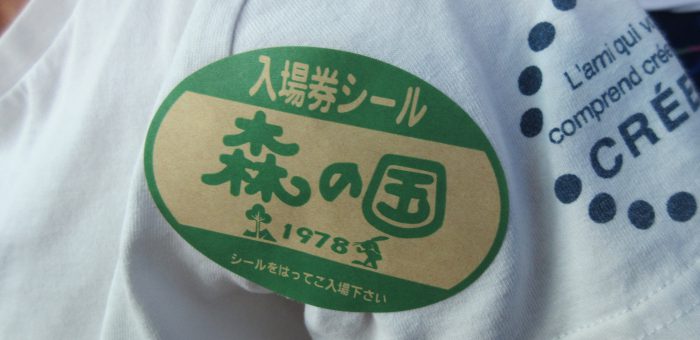 入場券シール
森の国
1978
シールをはってご入場下さい
L'ami qui v
comprend crée
CRÉE